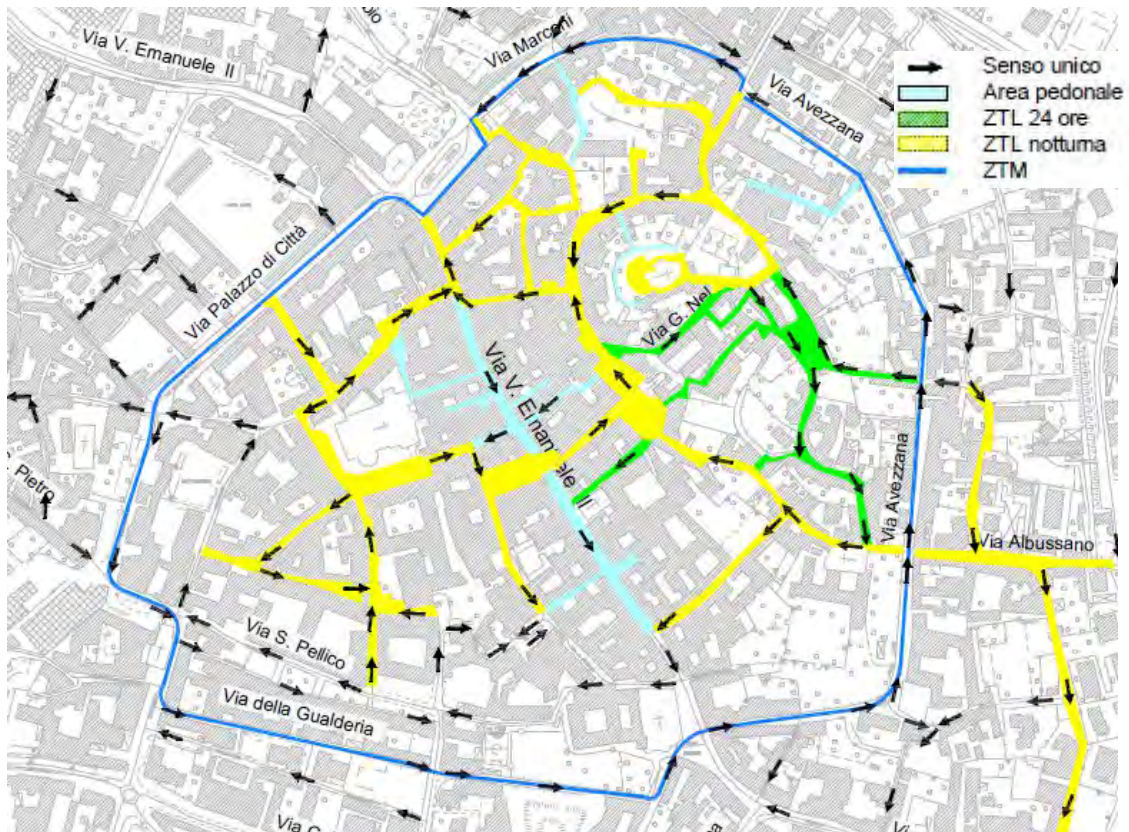 Via V. Emanuele II
Via Marconi
Via Avezzana
Senso unico
Area pedonale
ZTL 24 ore
ZTL notturna
ZTM
Via Palazzo di Città
Via G. Nel
Via V. Emanuele II
Pietro
Via Avezzana
Via Albussano
Via S. Pellico
Via della Gualderia